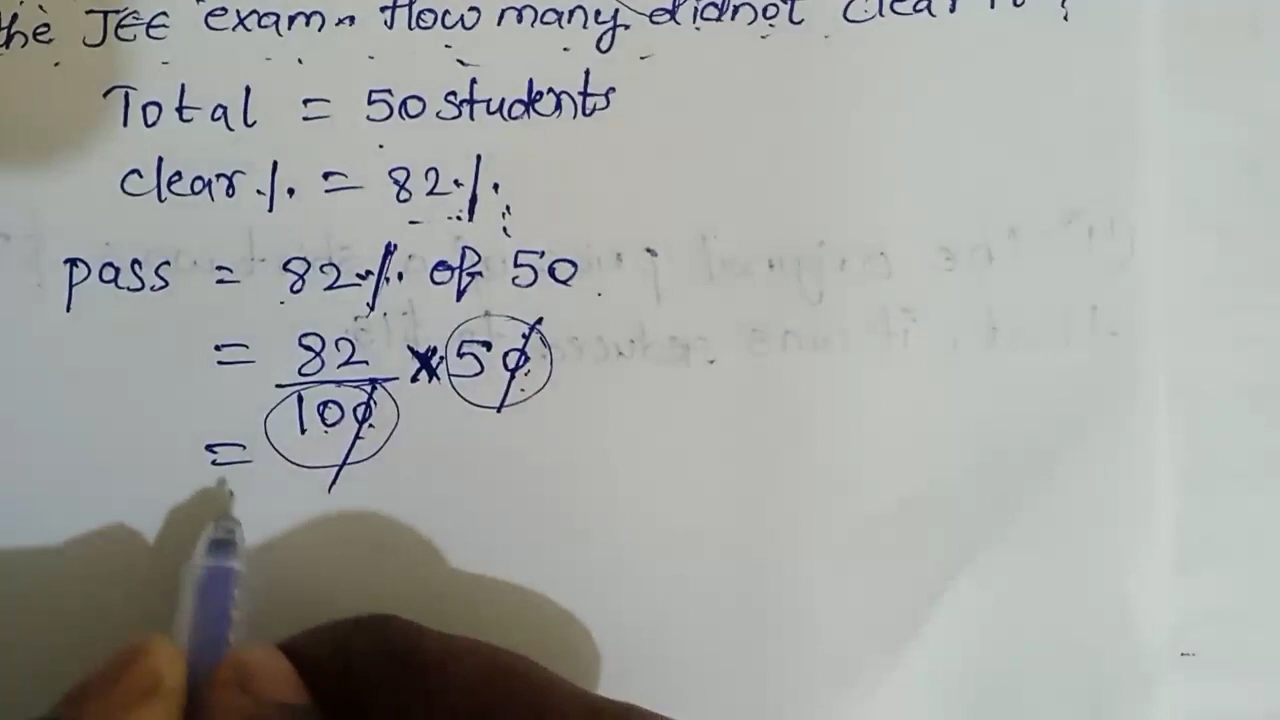 the JEE exam. How many didnot clear it ?
Total = 50 students
clear % = 82 %
pass = 82 % of 50
= 82/100 × 50
=